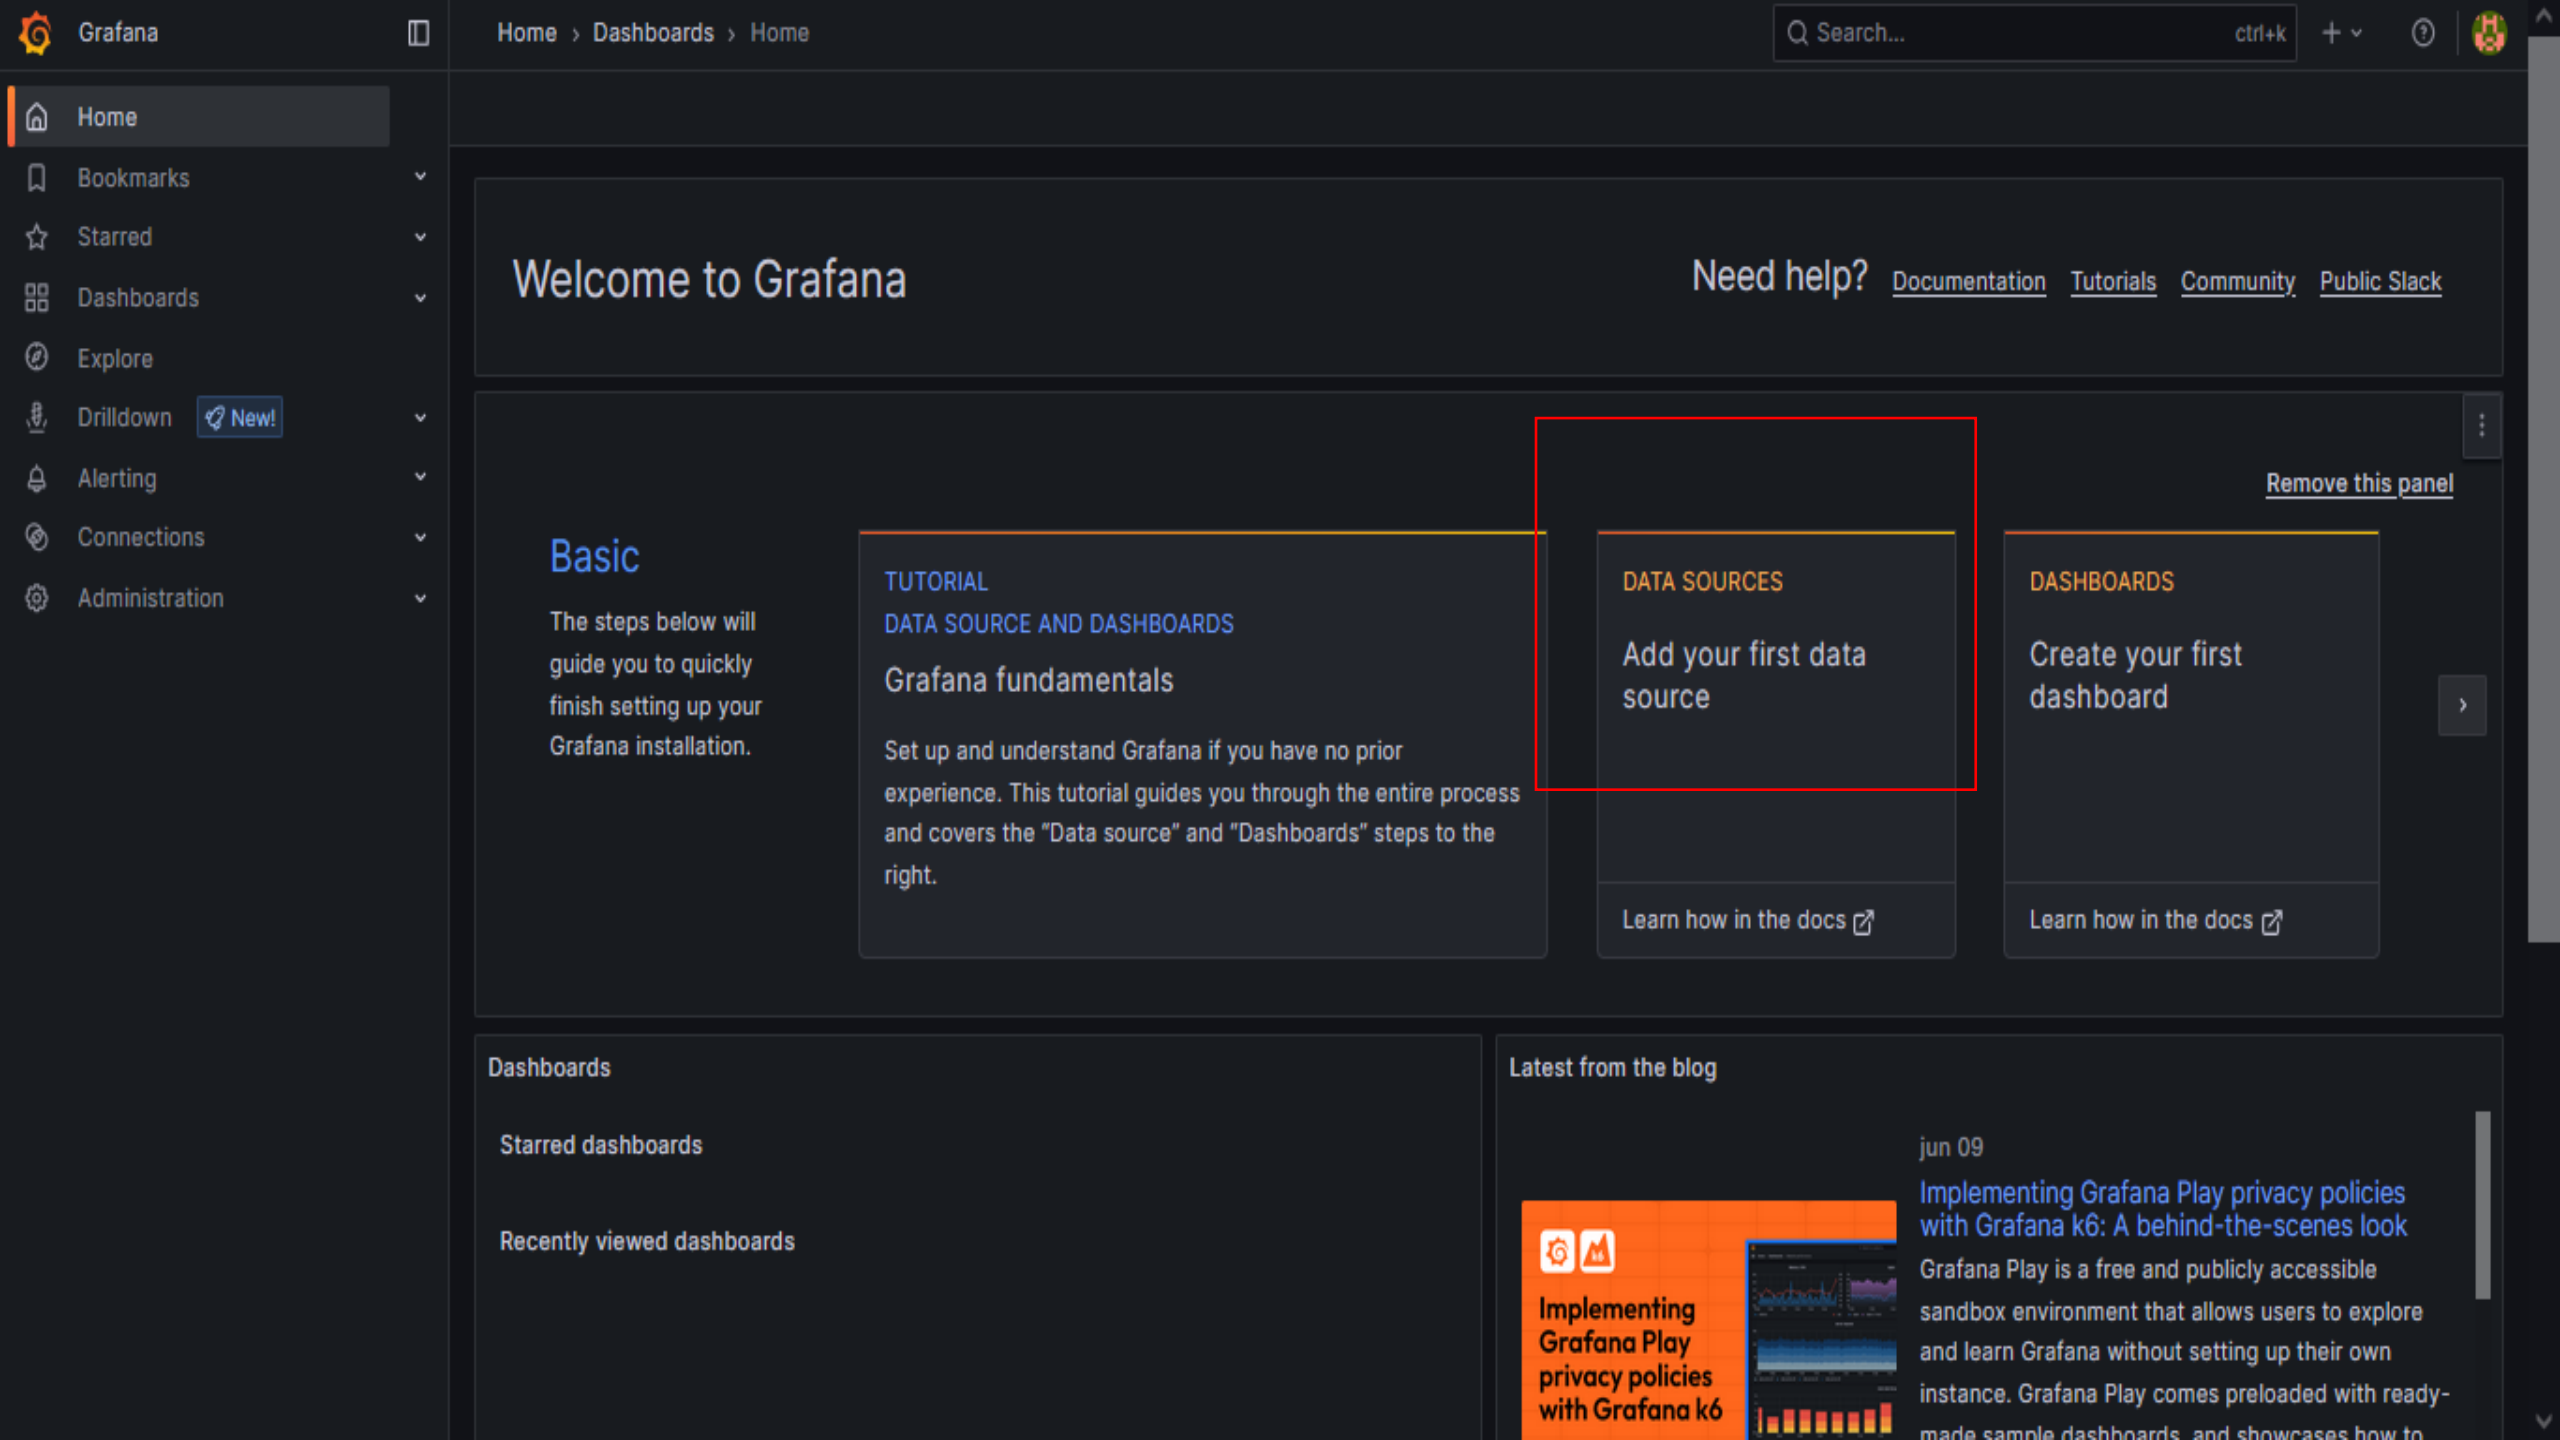 Grafana
Home
Bookmarks
Starred
Dashboards
Explore
Drilldown New!
Alerting
Connections
Administration
Home › Dashboards › Home
Search... ctrl+k
Welcome to Grafana
Need help? Documentation Tutorials Community Public Slack
Remove this panel
Basic
The steps below will
guide you to quickly
finish setting up your
Grafana installation.
TUTORIAL
DATA SOURCE AND DASHBOARDS
Grafana fundamentals
Set up and understand Grafana if you have no prior
experience. This tutorial guides you through the entire process
and covers the "Data source" and "Dashboards" steps to the
right.
DATA SOURCES
Add your first data
source
Learn how in the docs
DASHBOARDS
Create your first
dashboard
Learn how in the docs
Dashboards
Starred dashboards
Recently viewed dashboards
Latest from the blog
Implementing
Grafana Play
privacy policies
with Grafana k6
jun 09
Implementing Grafana Play privacy policies
with Grafana k6: A behind-the-scenes look
Grafana Play is a free and publicly accessible
sandbox environment that allows users to explore
and learn Grafana without setting up their own
instance. Grafana Play comes preloaded with ready-
made sample dashboards, and showcases how to